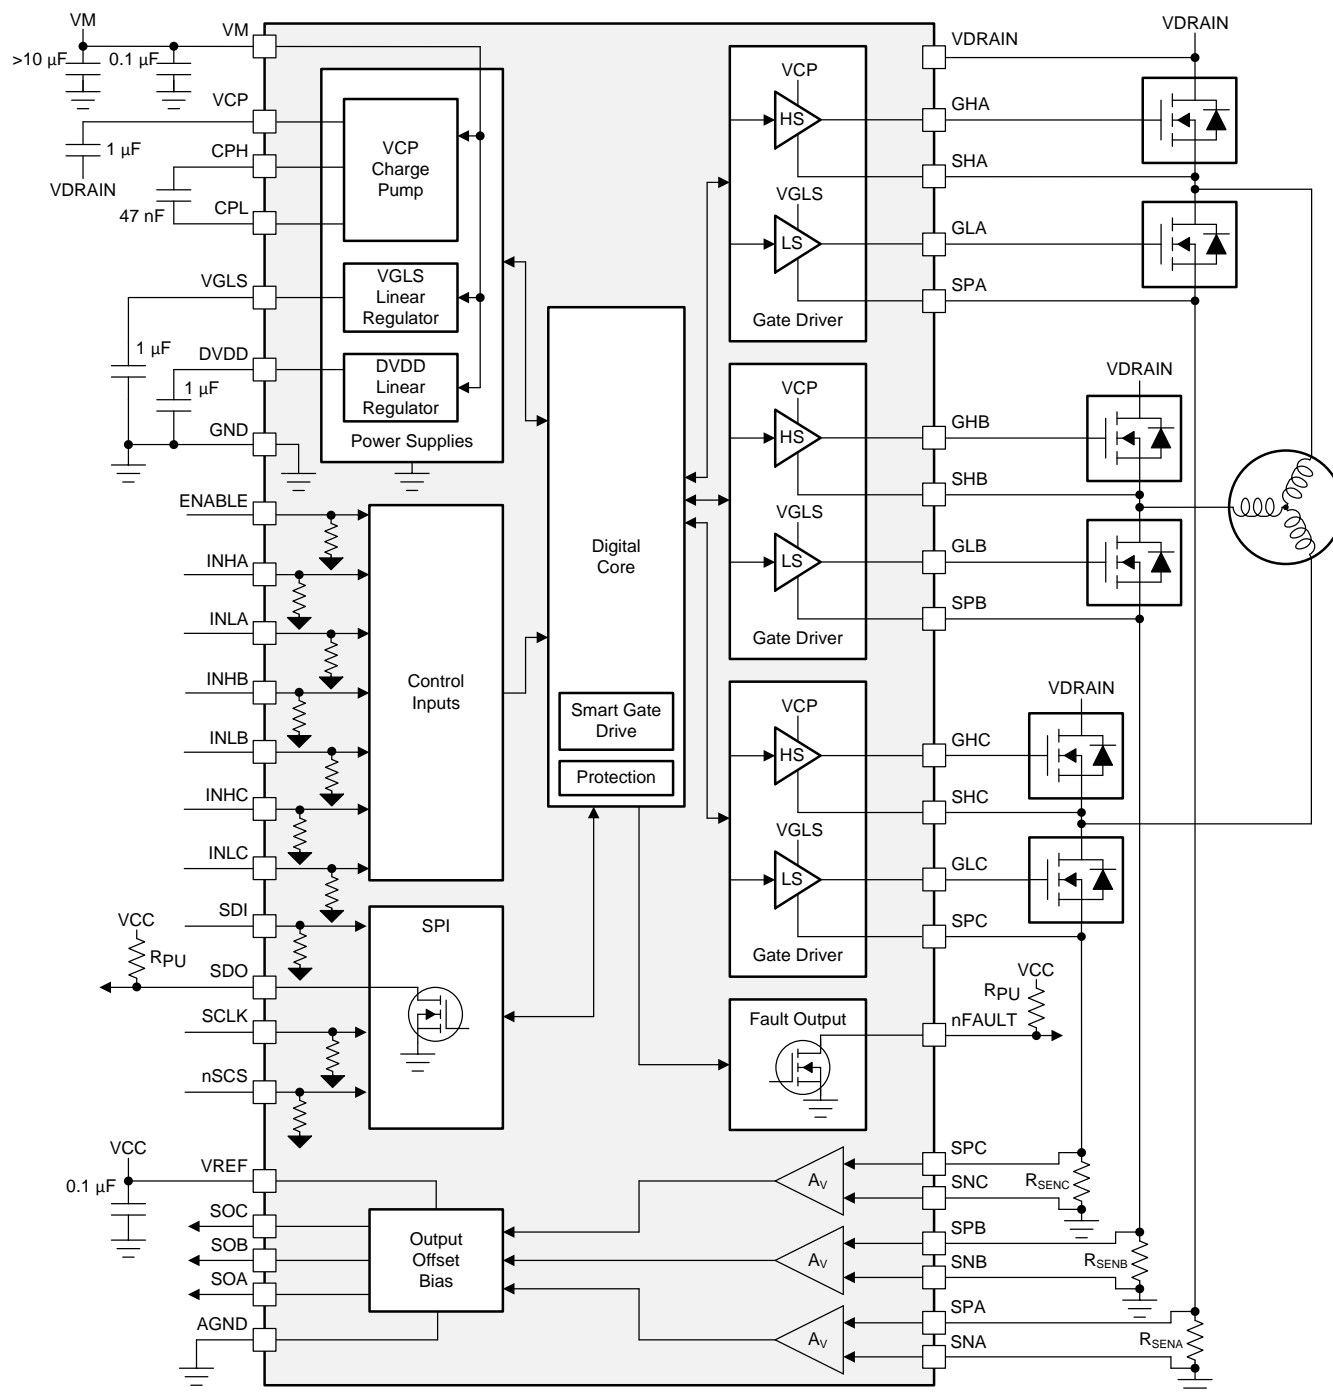 VM
VM
>10 µF
0.1 µF
VCP
1 µF
VDRAIN
CPH
47 nF
CPL
VCP
Charge
Pump
VGLS
1 µF
VGLS
Linear
Regulator
DVDD
1 µF
DVDD
Linear
Regulator
GND
Power Supplies
ENABLE
INHA
INLA
INHB
INLB
INHC
INLC
Control
Inputs
VCC
RPU
SDI
SDO
SCLK
nSCS
SPI
Digital
Core
Smart Gate
Drive
Protection
VCP
HS
VGLS
LS
Gate Driver
VCP
HS
VGLS
LS
Gate Driver
VCP
HS
VGLS
LS
Gate Driver
Fault Output
VDRAIN
VDRAIN
GHA
SHA
GLA
SPA
VDRAIN
GHB
SHB
GLB
SPB
VDRAIN
GHC
SHC
GLC
SPC
VCC
RPU
nFAULT
VCC
VREF
0.1 µF
SOC
SOB
SOA
AGND
Output
Offset
Bias
AV
AV
AV
SPC
SNC
RSENC
SPB
SNB
RSENB
SPA
SNA
RSENA